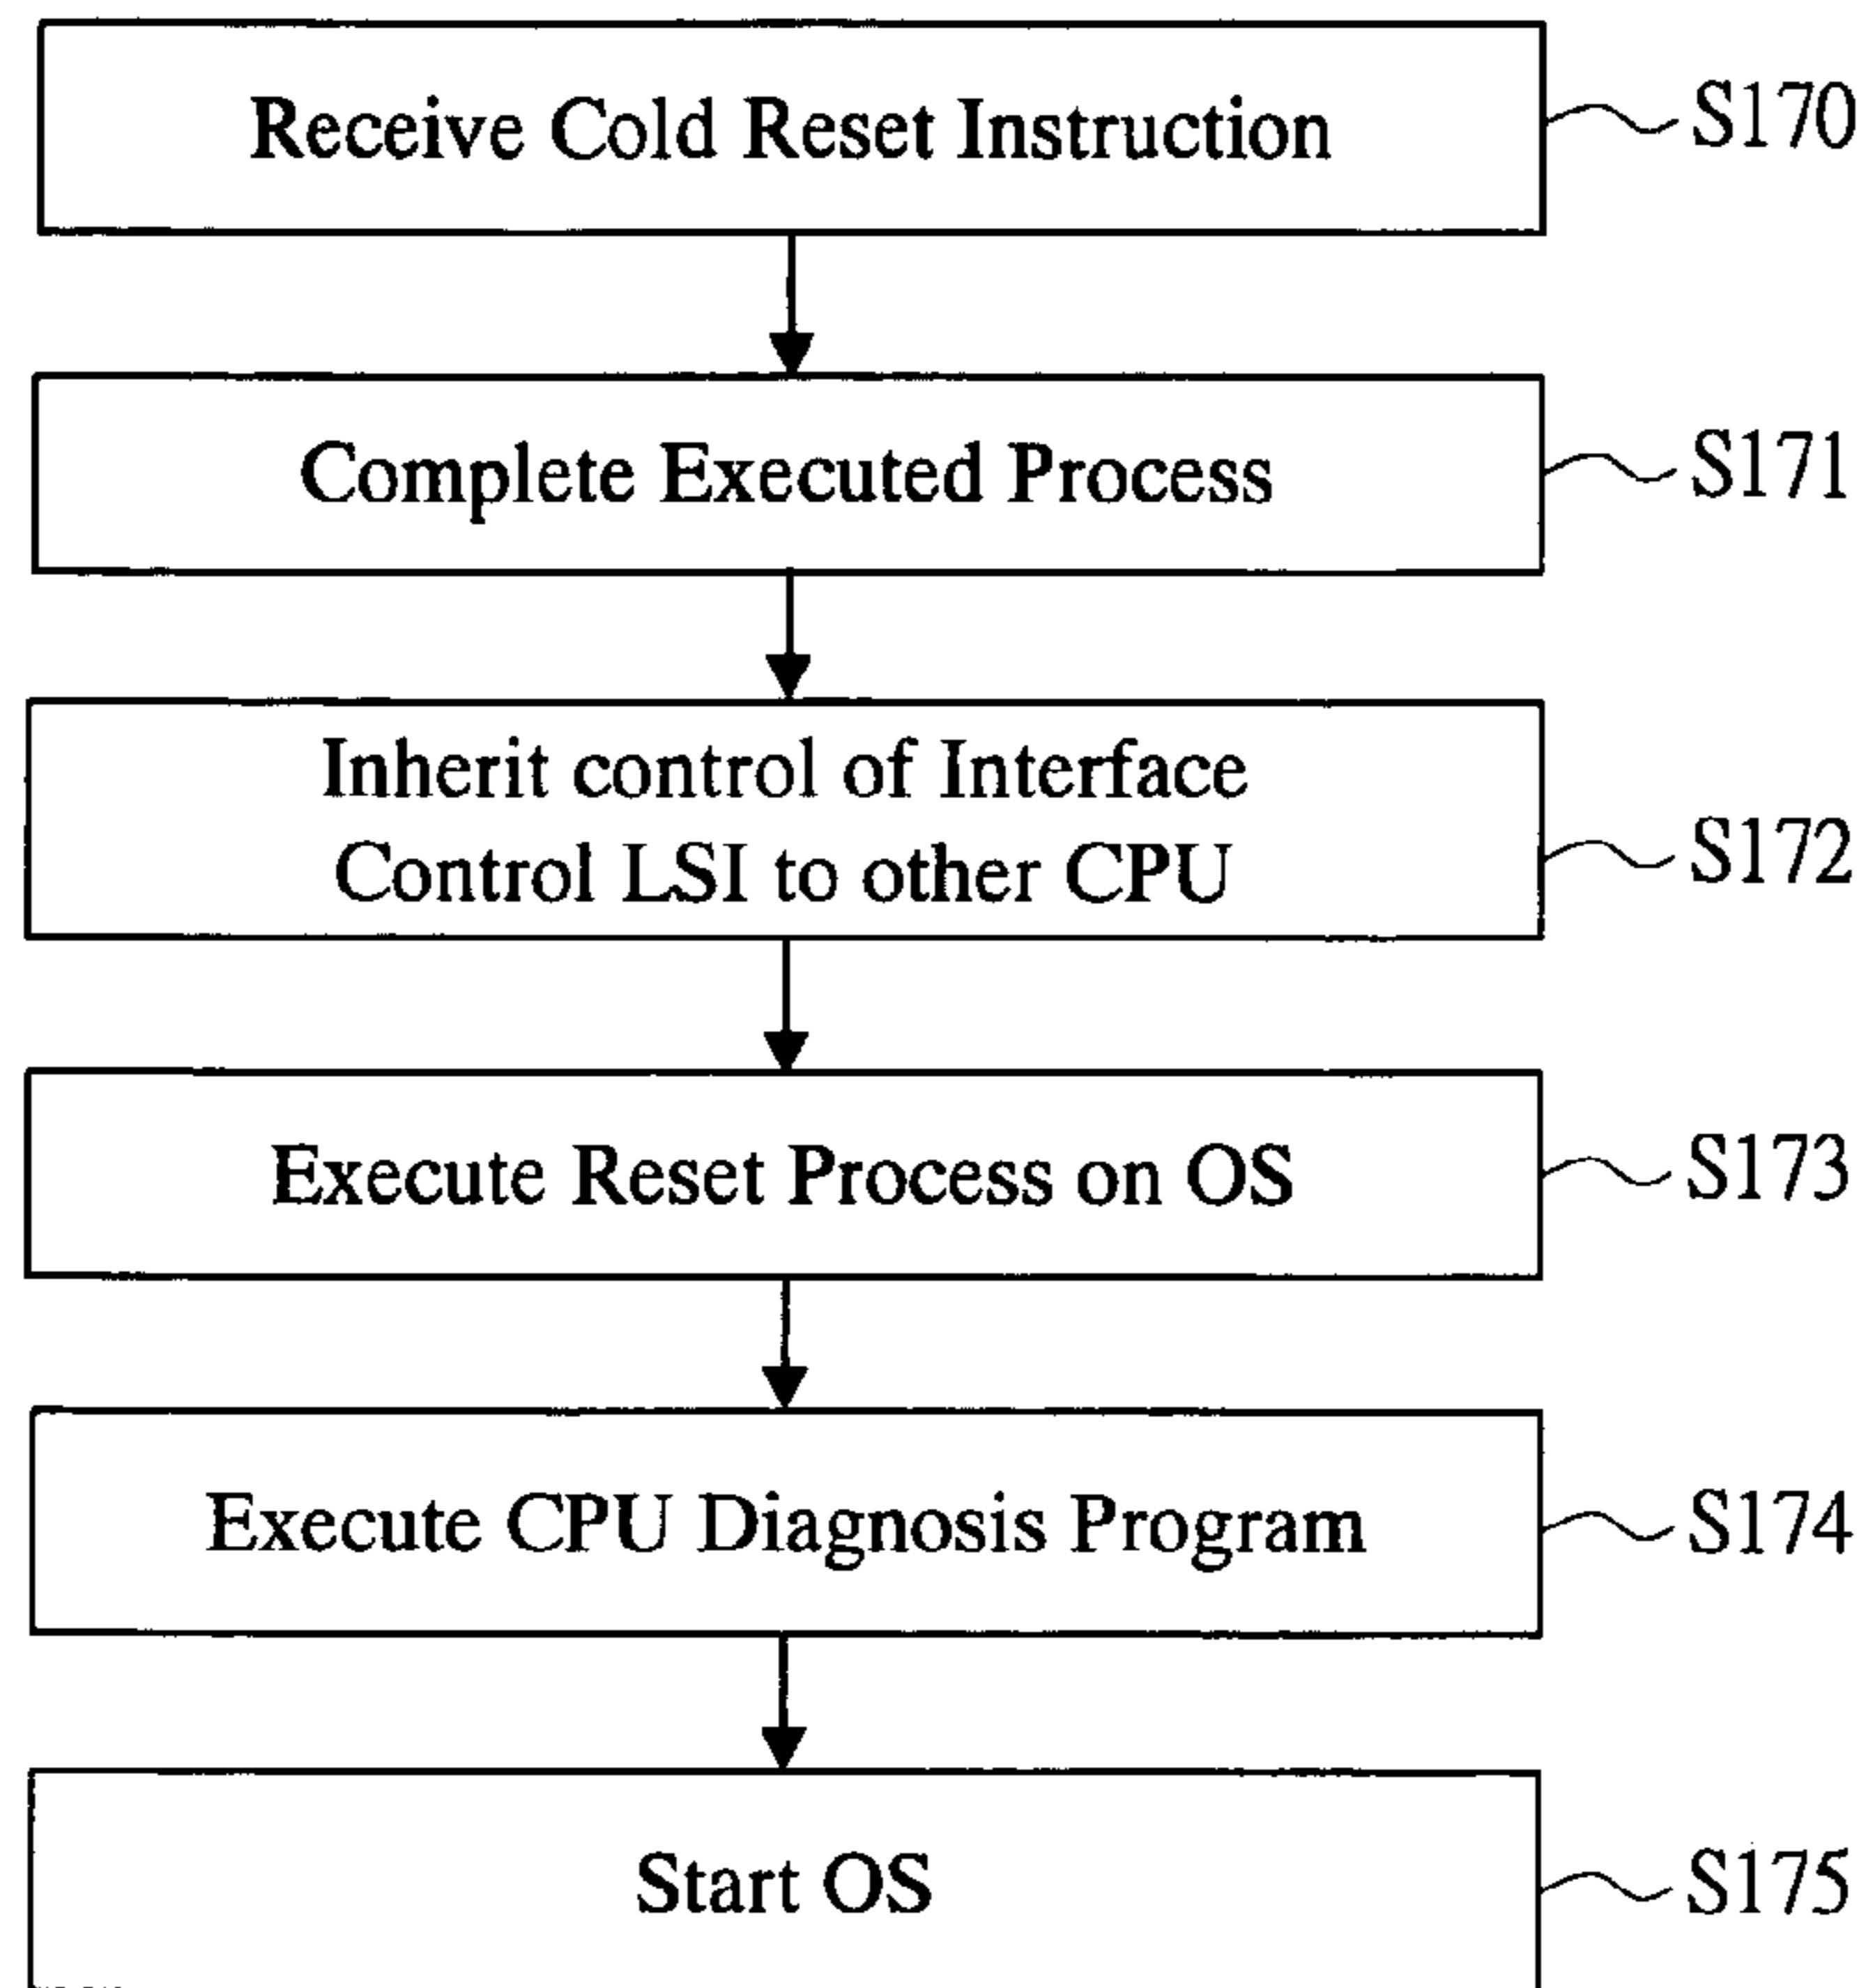 Receive Cold Reset Instruction
S170
Complete Executed Process
S171
Inherit control of Interface
Control LSI to other CPU
S172
Execute Reset Process on OS
S173
Execute CPU Diagnosis Program
S174
Start OS
S175